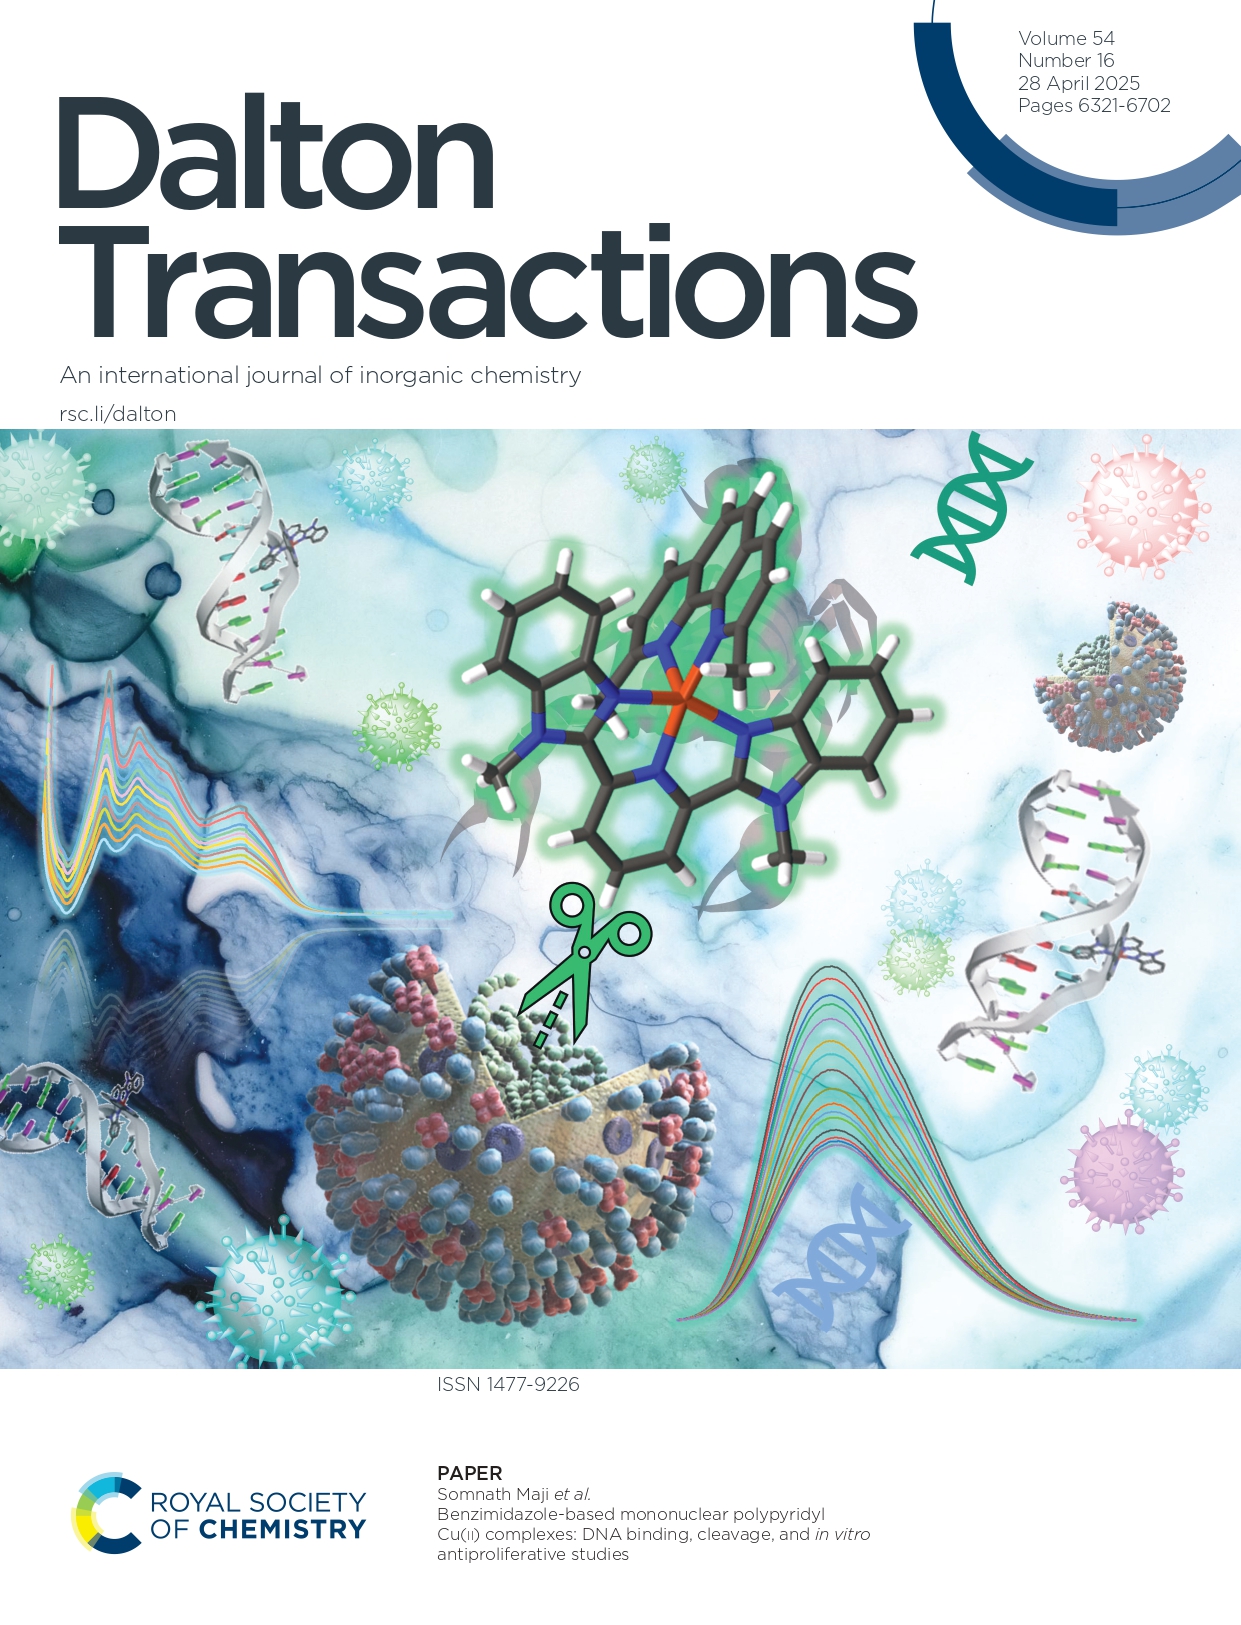 Volume 54
Number 16
28 April 2025
Pages 6321-6702
Dalton
Transactions
An international journal of inorganic chemistry
rsc.li/dalton
ISSN 1477-9226
ROYAL SOCIETY
OF CHEMISTRY
PAPER
Somnath Maji et al.
Benzimidazole-based mononuclear polypyridyl
Cu(II) complexes: DNA binding, cleavage, and in vitro
antiproliferative studies